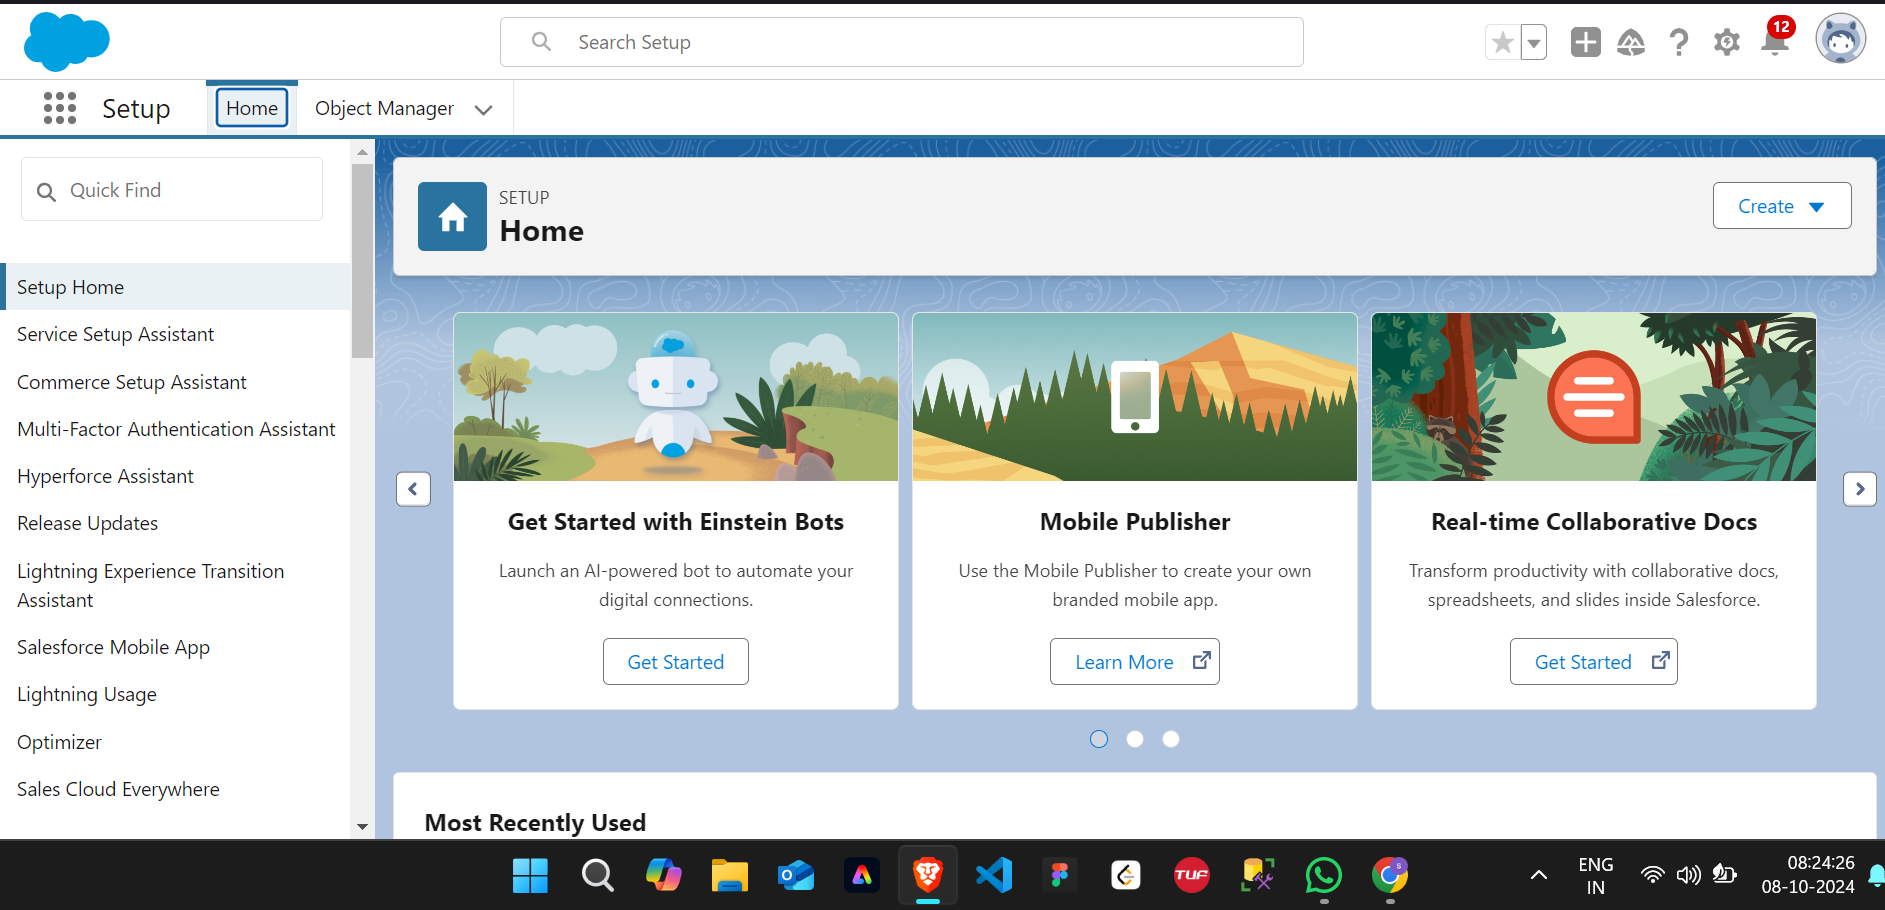 Search Setup
12
Setup
Home
Object Manager
Quick Find
Setup Home
Service Setup Assistant
Commerce Setup Assistant
Multi-Factor Authentication Assistant
Hyperforce Assistant
Release Updates
Lightning Experience Transition
Assistant
Salesforce Mobile App
Lightning Usage
Optimizer
Sales Cloud Everywhere
SETUP
Home
Create
Get Started with Einstein Bots
Launch an AI-powered bot to automate your
digital connections.
Get Started
Mobile Publisher
Use the Mobile Publisher to create your own
branded mobile app.
Learn More
Real-time Collaborative Docs
Transform productivity with collaborative docs,
spreadsheets, and slides inside Salesforce.
Get Started
Most Recently Used
TUF
S
ENG
IN
08:24:26
08-10-2024